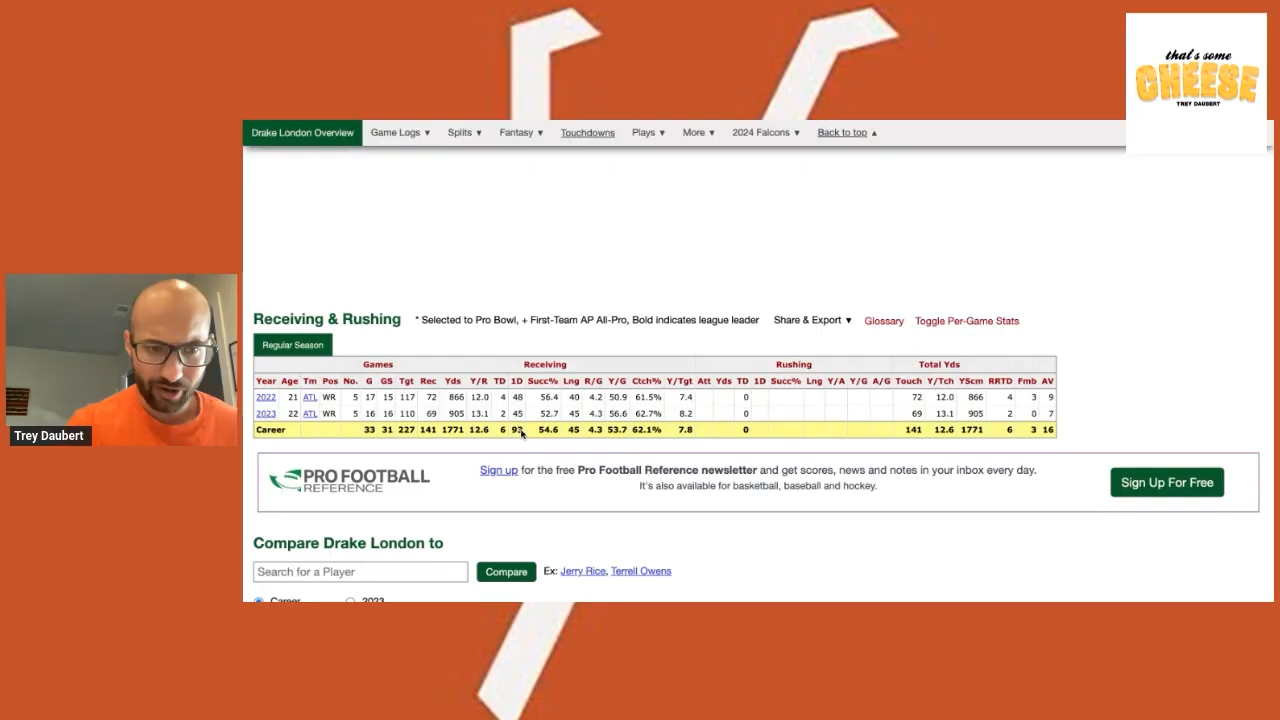 that's some
CHEESE
TREY DAUBERT
Drake London Overview Game Logs ▼ Splits ▼ Fantasy ▼ Touchdowns Plays ▼ More ▼ 2024 Falcons ▼ Back to top ▲
Receiving & Rushing * Selected to Pro Bowl, + First-Team AP All-Pro, Bold indicates league leader Share & Export ▼ Glossary Toggle Per-Game Stats
Regular Season
Games Receiving Rushing Total Yds
Year Age Tm Pos No. G GS Tgt Rec Yds Y/R TD 1D Succ% Lng R/G Y/G Ctch% Y/Tgt Att Yds TD 1D Succ% Lng Y/A Y/G A/G Touch Y/Tch YScm RRTD Fmb AV
2022 21 ATL WR 5 17 15 117 72 866 12.0 4 48 56.4 40 4.2 50.9 61.5% 7.4 0 72 12.0 866 4 3 9
2023 22 ATL WR 5 16 16 110 69 905 13.1 2 45 52.7 45 4.3 56.6 62.7% 8.2 0 69 13.1 905 2 0 7
Career 33 31 227 141 1771 12.6 6 93 54.6 45 4.3 53.7 62.1% 7.8 0 141 12.6 1771 6 3 16
PRO FOOTBALL
REFERENCE
Sign up for the free Pro Football Reference newsletter and get scores, news and notes in your inbox every day.
It's also available for basketball, baseball and hockey.
Sign Up For Free
Compare Drake London to
Search for a Player Compare Ex: Jerry Rice, Terrell Owens
Career 2023
Trey Daubert